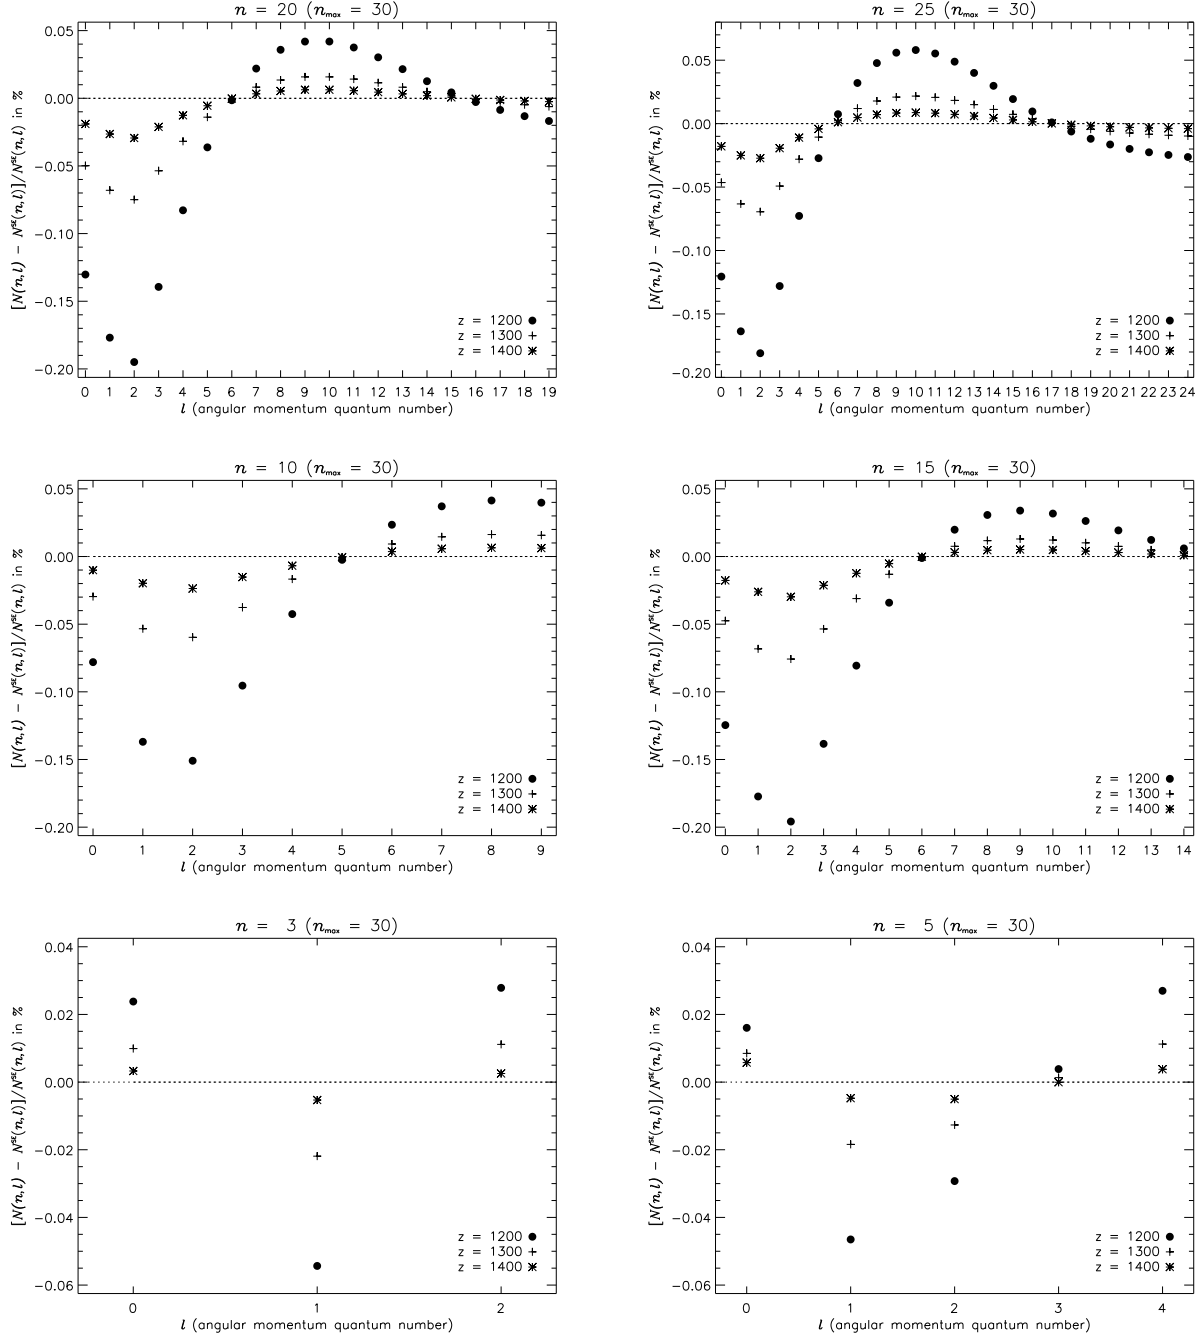 n = 20 (nmax = 30)
[N(n,l) − N^SE(n,l)]/N^SE(n,l) in %
0.05
0.00
−0.05
−0.10
−0.15
−0.20
z = 1200
z = 1300
z = 1400
0 1 2 3 4 5 6 7 8 9 10 11 12 13 14 15 16 17 18 19
l (angular momentum quantum number)
n = 25 (nmax = 30)
[N(n,l) − N^SE(n,l)]/N^SE(n,l) in %
0.05
0.00
−0.05
−0.10
−0.15
−0.20
z = 1200
z = 1300
z = 1400
0 1 2 3 4 5 6 7 8 9 10 11 12 13 14 15 16 17 18 19 20 21 22 23 24
l (angular momentum quantum number)
n = 10 (nmax = 30)
[N(n,l) − N^SE(n,l)]/N^SE(n,l) in %
0.05
0.00
−0.05
−0.10
−0.15
−0.20
z = 1200
z = 1300
z = 1400
0 1 2 3 4 5 6 7 8 9
l (angular momentum quantum number)
n = 15 (nmax = 30)
[N(n,l) − N^SE(n,l)]/N^SE(n,l) in %
0.05
0.00
−0.05
−0.10
−0.15
−0.20
z = 1200
z = 1300
z = 1400
0 1 2 3 4 5 6 7 8 9 10 11 12 13 14
l (angular momentum quantum number)
n = 3 (nmax = 30)
[N(n,l) − N^SE(n,l)]/N^SE(n,l) in %
0.04
0.02
0.00
−0.02
−0.04
−0.06
z = 1200
z = 1300
z = 1400
0 1 2
l (angular momentum quantum number)
n = 5 (nmax = 30)
[N(n,l) − N^SE(n,l)]/N^SE(n,l) in %
0.04
0.02
0.00
−0.02
−0.04
−0.06
z = 1200
z = 1300
z = 1400
0 1 2 3 4
l (angular momentum quantum number)